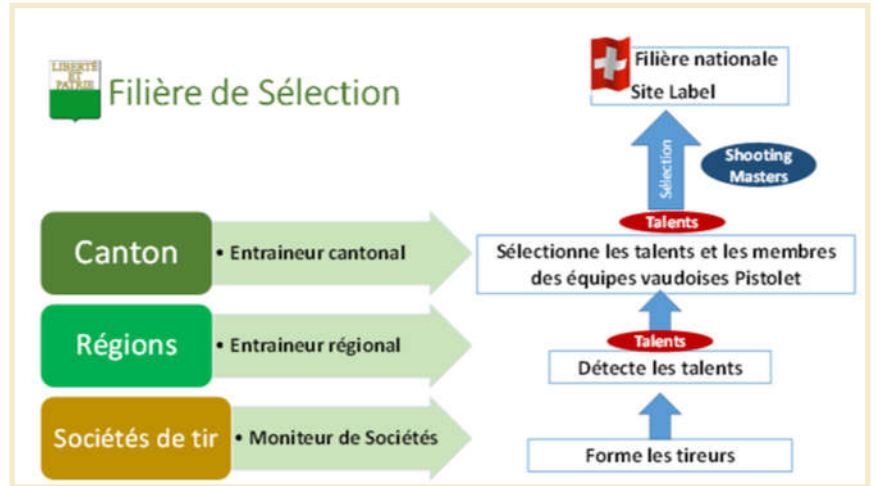 LIBERTÉ
ET
PATRIE
Filière de Sélection
Filière nationale
Site Label
Sélection
Shooting
Masters
Talents
Canton
• Entraineur cantonal
Sélectionne les talents et les membres
des équipes vaudoises Pistolet
Régions
• Entraineur régional
Talents
Détecte les talents
Sociétés de tir
• Moniteur de Sociétés
Forme les tireurs